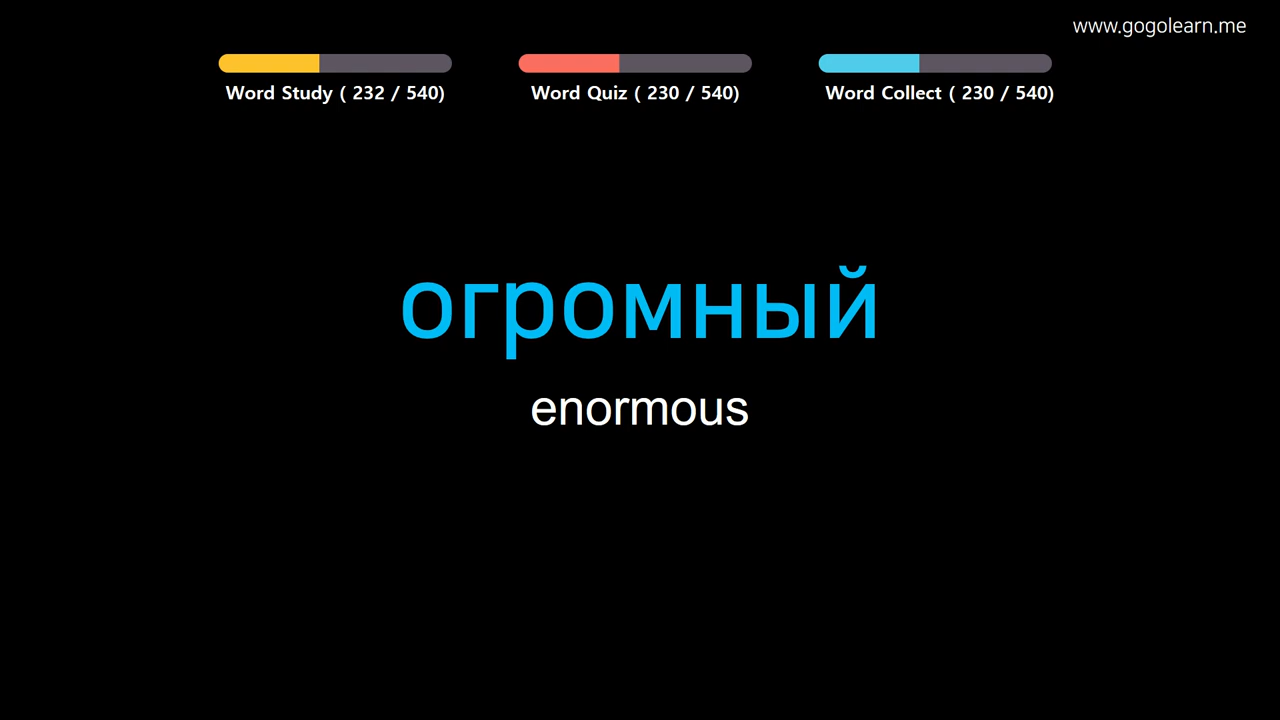 www.gogolearn.me
Word Study ( 232 / 540)
Word Quiz ( 230 / 540)
Word Collect ( 230 / 540)
огромный
enormous